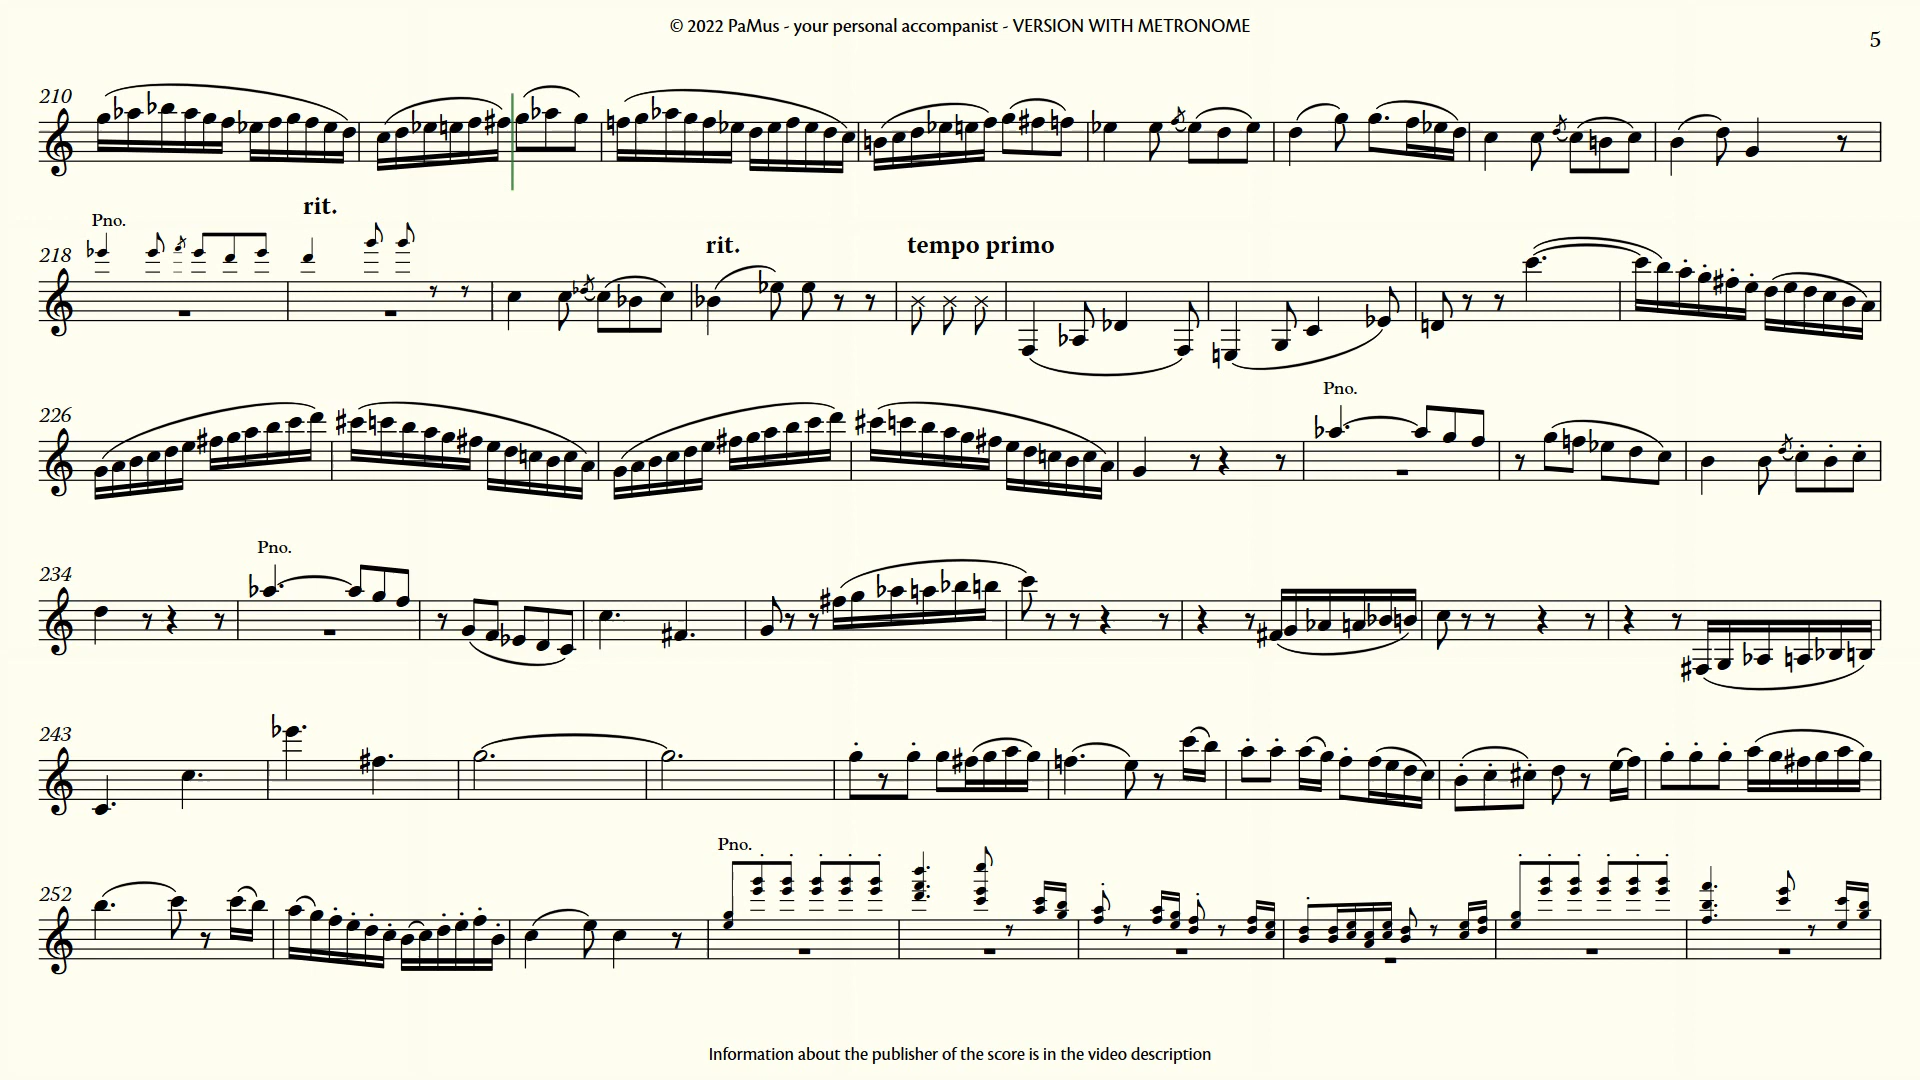 © 2022 PaMus - your personal accompanist - VERSION WITH METRONOME
5
210
Pno.
rit.
218
rit.
tempo primo
226
Pno.
234
Pno.
243
252
Pno.
Information about the publisher of the score is in the video description